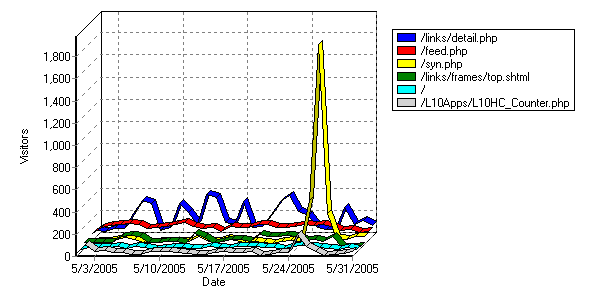 1,800
1,600
1,400
1,200
1,000
800
600
400
200
0
Visitors
5/3/2005 5/10/2005 5/17/2005 5/24/2005 5/31/2005
Date
/links/detail.php
/feed.php
/syn.php
/links/frames/top.shtml
/
/L10Apps/L10HC_Counter.php